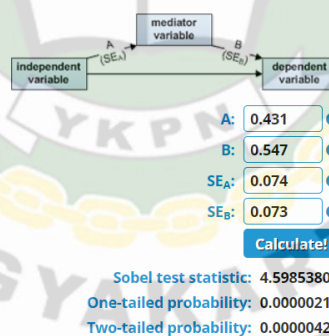 mediator
variable
A
(SEA)
B
(SEB)
independent
variable
dependent
variable
YKPN
A: 0.431
B: 0.547
SEA: 0.074
SEB: 0.073
Calculate!
Sobel test statistic: 4.5985380
One-tailed probability: 0.0000021
Two-tailed probability: 0.0000042